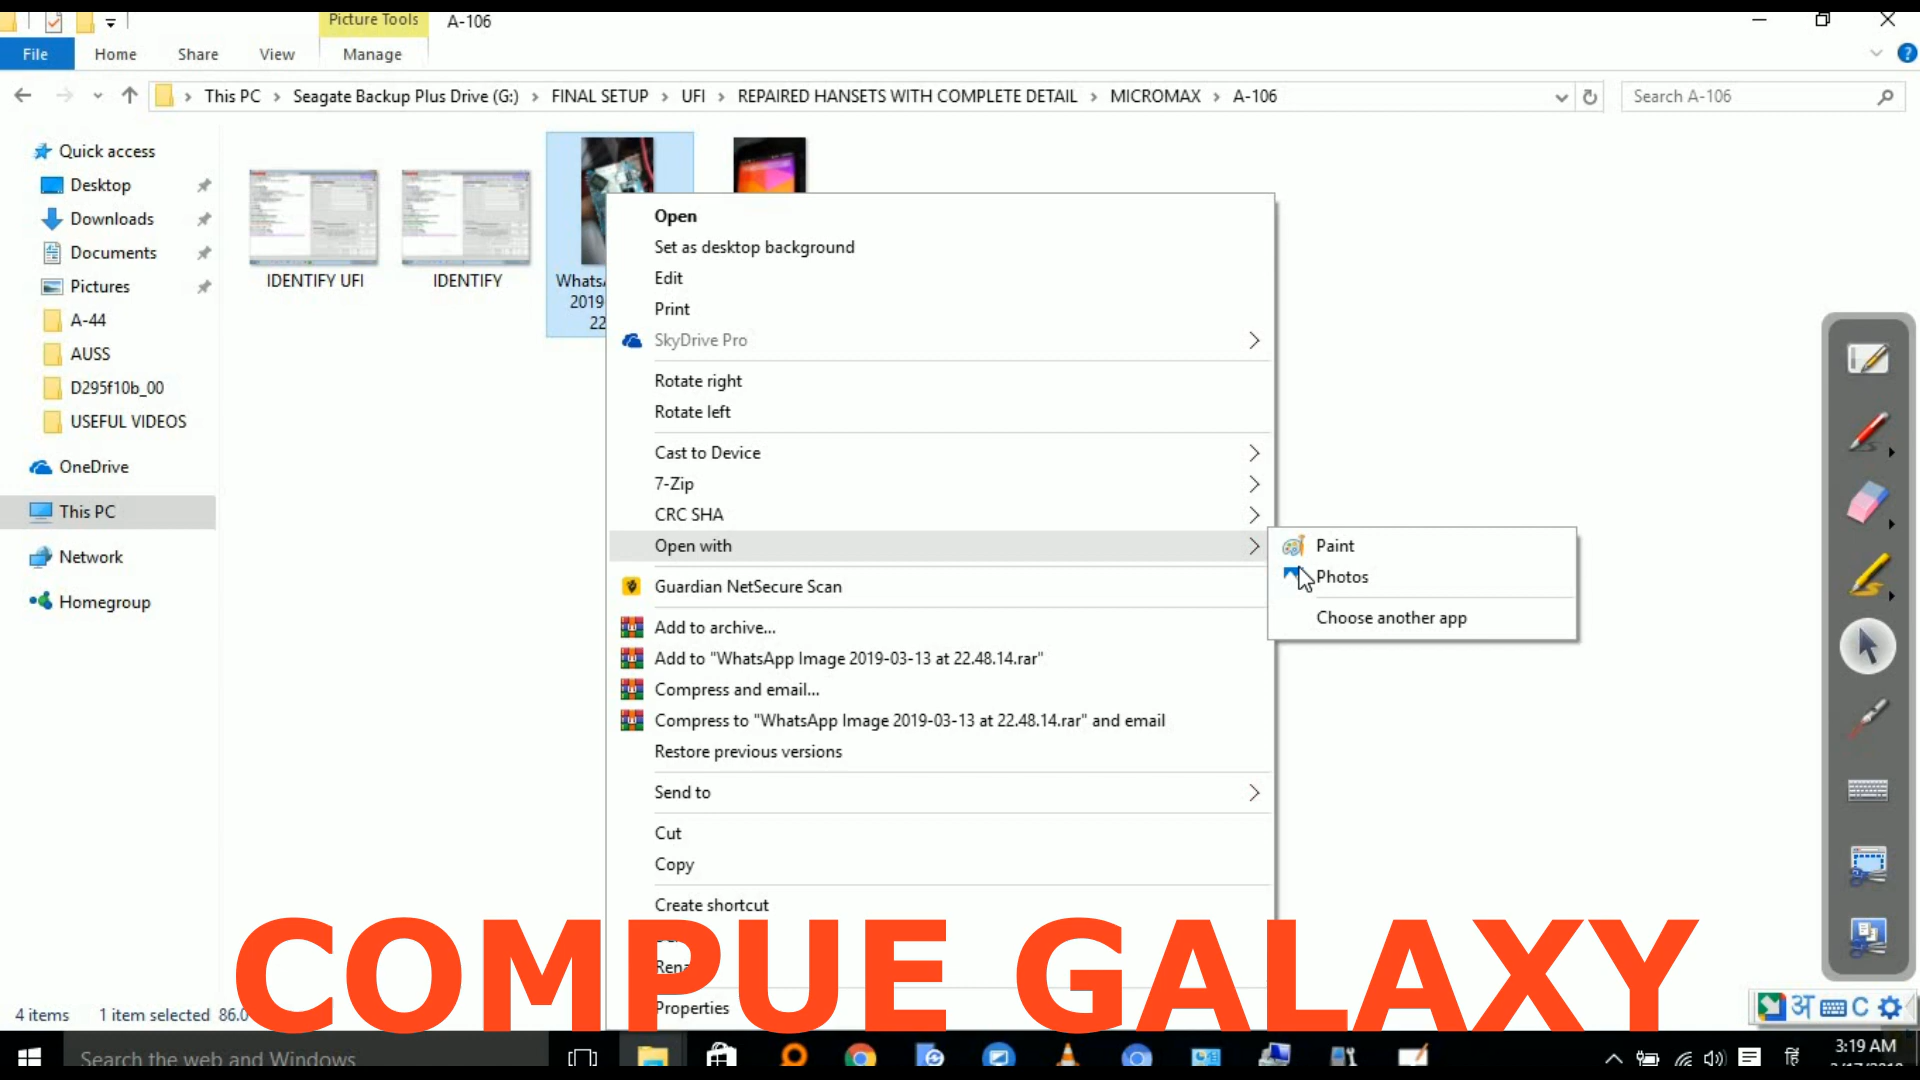 Picture Tools
A-106
File
Home
Share
View
Manage
This PC
Seagate Backup Plus Drive (G:)
FINAL SETUP
UFI
REPAIRED HANSETS WITH COMPLETE DETAIL
MICROMAX
A-106
Search A-106
Quick access
Desktop
Downloads
Documents
Pictures
A-44
AUSS
D295f10b_00
USEFUL VIDEOS
OneDrive
This PC
Network
Homegroup
IDENTIFY UFI
IDENTIFY
2019
22
Open
Set as desktop background
Edit
Print
SkyDrive Pro
Rotate right
Rotate left
Cast to Device
7-Zip
CRC SHA
Open with
Guardian NetSecure Scan
Add to archive...
Add to "WhatsApp Image 2019-03-13 at 22.48.14.rar"
Compress and email...
Compress to "WhatsApp Image 2019-03-13 at 22.48.14.rar" and email
Restore previous versions
Send to
Cut
Copy
Create shortcut
Properties
Paint
Photos
Choose another app
COMPUE GALAXY
4 items
1 item selected
अ
C
Search the web and Windows
हिं
3:19 AM